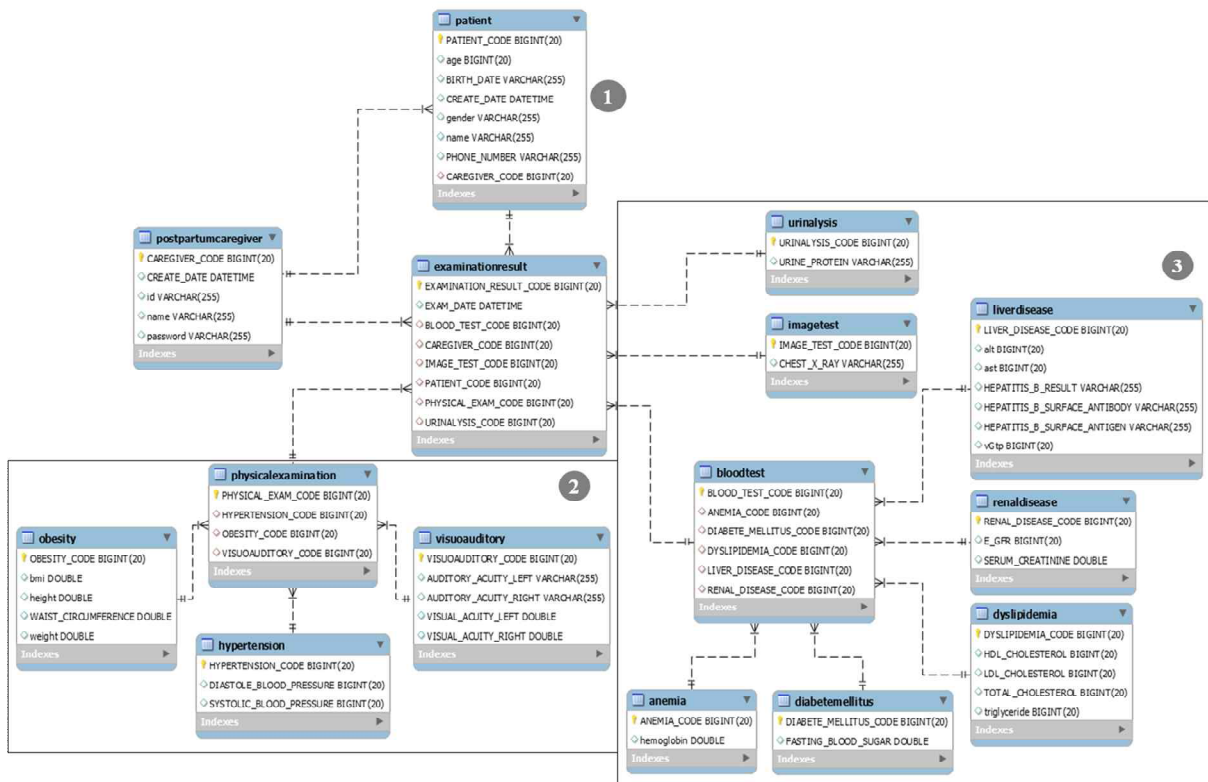 patient
PATIENT_CODE BIGINT(20)
age BIGINT(20)
BIRTH_DATE VARCHAR(255)
CREATE_DATE DATETIME
gender VARCHAR(255)
name VARCHAR(255)
PHONE_NUMBER VARCHAR(255)
CAREGIVER_CODE BIGINT(20)
Indexes
1
postpartumcaregiver
CAREGIVER_CODE BIGINT(20)
CREATE_DATE DATETIME
id VARCHAR(255)
name VARCHAR(255)
password VARCHAR(255)
Indexes
examinationresult
EXAMINATION_RESULT_CODE BIGINT(20)
EXAM_DATE DATETIME
BLOOD_TEST_CODE BIGINT(20)
CAREGIVER_CODE BIGINT(20)
IMAGE_TEST_CODE BIGINT(20)
PATIENT_CODE BIGINT(20)
PHYSICAL_EXAM_CODE BIGINT(20)
URINALYSIS_CODE BIGINT(20)
Indexes
2
physicalexamination
PHYSICAL_EXAM_CODE BIGINT(20)
HYPERTENSION_CODE BIGINT(20)
OBESITY_CODE BIGINT(20)
VISUOAUDITORY_CODE BIGINT(20)
Indexes
obesity
OBESITY_CODE BIGINT(20)
bmi DOUBLE
height DOUBLE
WAIST_CIRCUMFERENCE DOUBLE
weight DOUBLE
Indexes
visuoauditory
VISUOAUDITORY_CODE BIGINT(20)
AUDITORY_ACUITY_LEFT VARCHAR(255)
AUDITORY_ACUITY_RIGHT VARCHAR(255)
VISUAL_ACUITY_LEFT DOUBLE
VISUAL_ACUITY_RIGHT DOUBLE
Indexes
hypertension
HYPERTENSION_CODE BIGINT(20)
DIASTOLE_BLOOD_PRESSURE BIGINT(20)
SYSTOLIC_BLOOD_PRESSURE BIGINT(20)
Indexes
3
urinalysis
URINALYSIS_CODE BIGINT(20)
URINE_PROTEIN VARCHAR(255)
Indexes
imagetest
IMAGE_TEST_CODE BIGINT(20)
CHEST_X_RAY VARCHAR(255)
Indexes
liverdisease
LIVER_DISEASE_CODE BIGINT(20)
alt BIGINT(20)
ast BIGINT(20)
HEPATITIS_B_RESULT VARCHAR(255)
HEPATITIS_B_SURFACE_ANTIBODY VARCHAR(255)
HEPATITIS_B_SURFACE_ANTIGEN VARCHAR(255)
vGtp BIGINT(20)
Indexes
bloodtest
BLOOD_TEST_CODE BIGINT(20)
ANEMIA_CODE BIGINT(20)
DIABETE_MELLITUS_CODE BIGINT(20)
DYSLIPIDEMIA_CODE BIGINT(20)
LIVER_DISEASE_CODE BIGINT(20)
RENAL_DISEASE_CODE BIGINT(20)
Indexes
renaldisease
RENAL_DISEASE_CODE BIGINT(20)
E_GFR BIGINT(20)
SERUM_CREATININE DOUBLE
Indexes
dyslipidemia
DYSLIPIDEMIA_CODE BIGINT(20)
HDL_CHOLESTEROL BIGINT(20)
LDL_CHOLESTEROL BIGINT(20)
TOTAL_CHOLESTEROL BIGINT(20)
triglyceride BIGINT(20)
Indexes
anemia
ANEMIA_CODE BIGINT(20)
hemoglobin DOUBLE
Indexes
diabetemellitus
DIABETE_MELLITUS_CODE BIGINT(20)
FASTING_BLOOD_SUGAR DOUBLE
Indexes